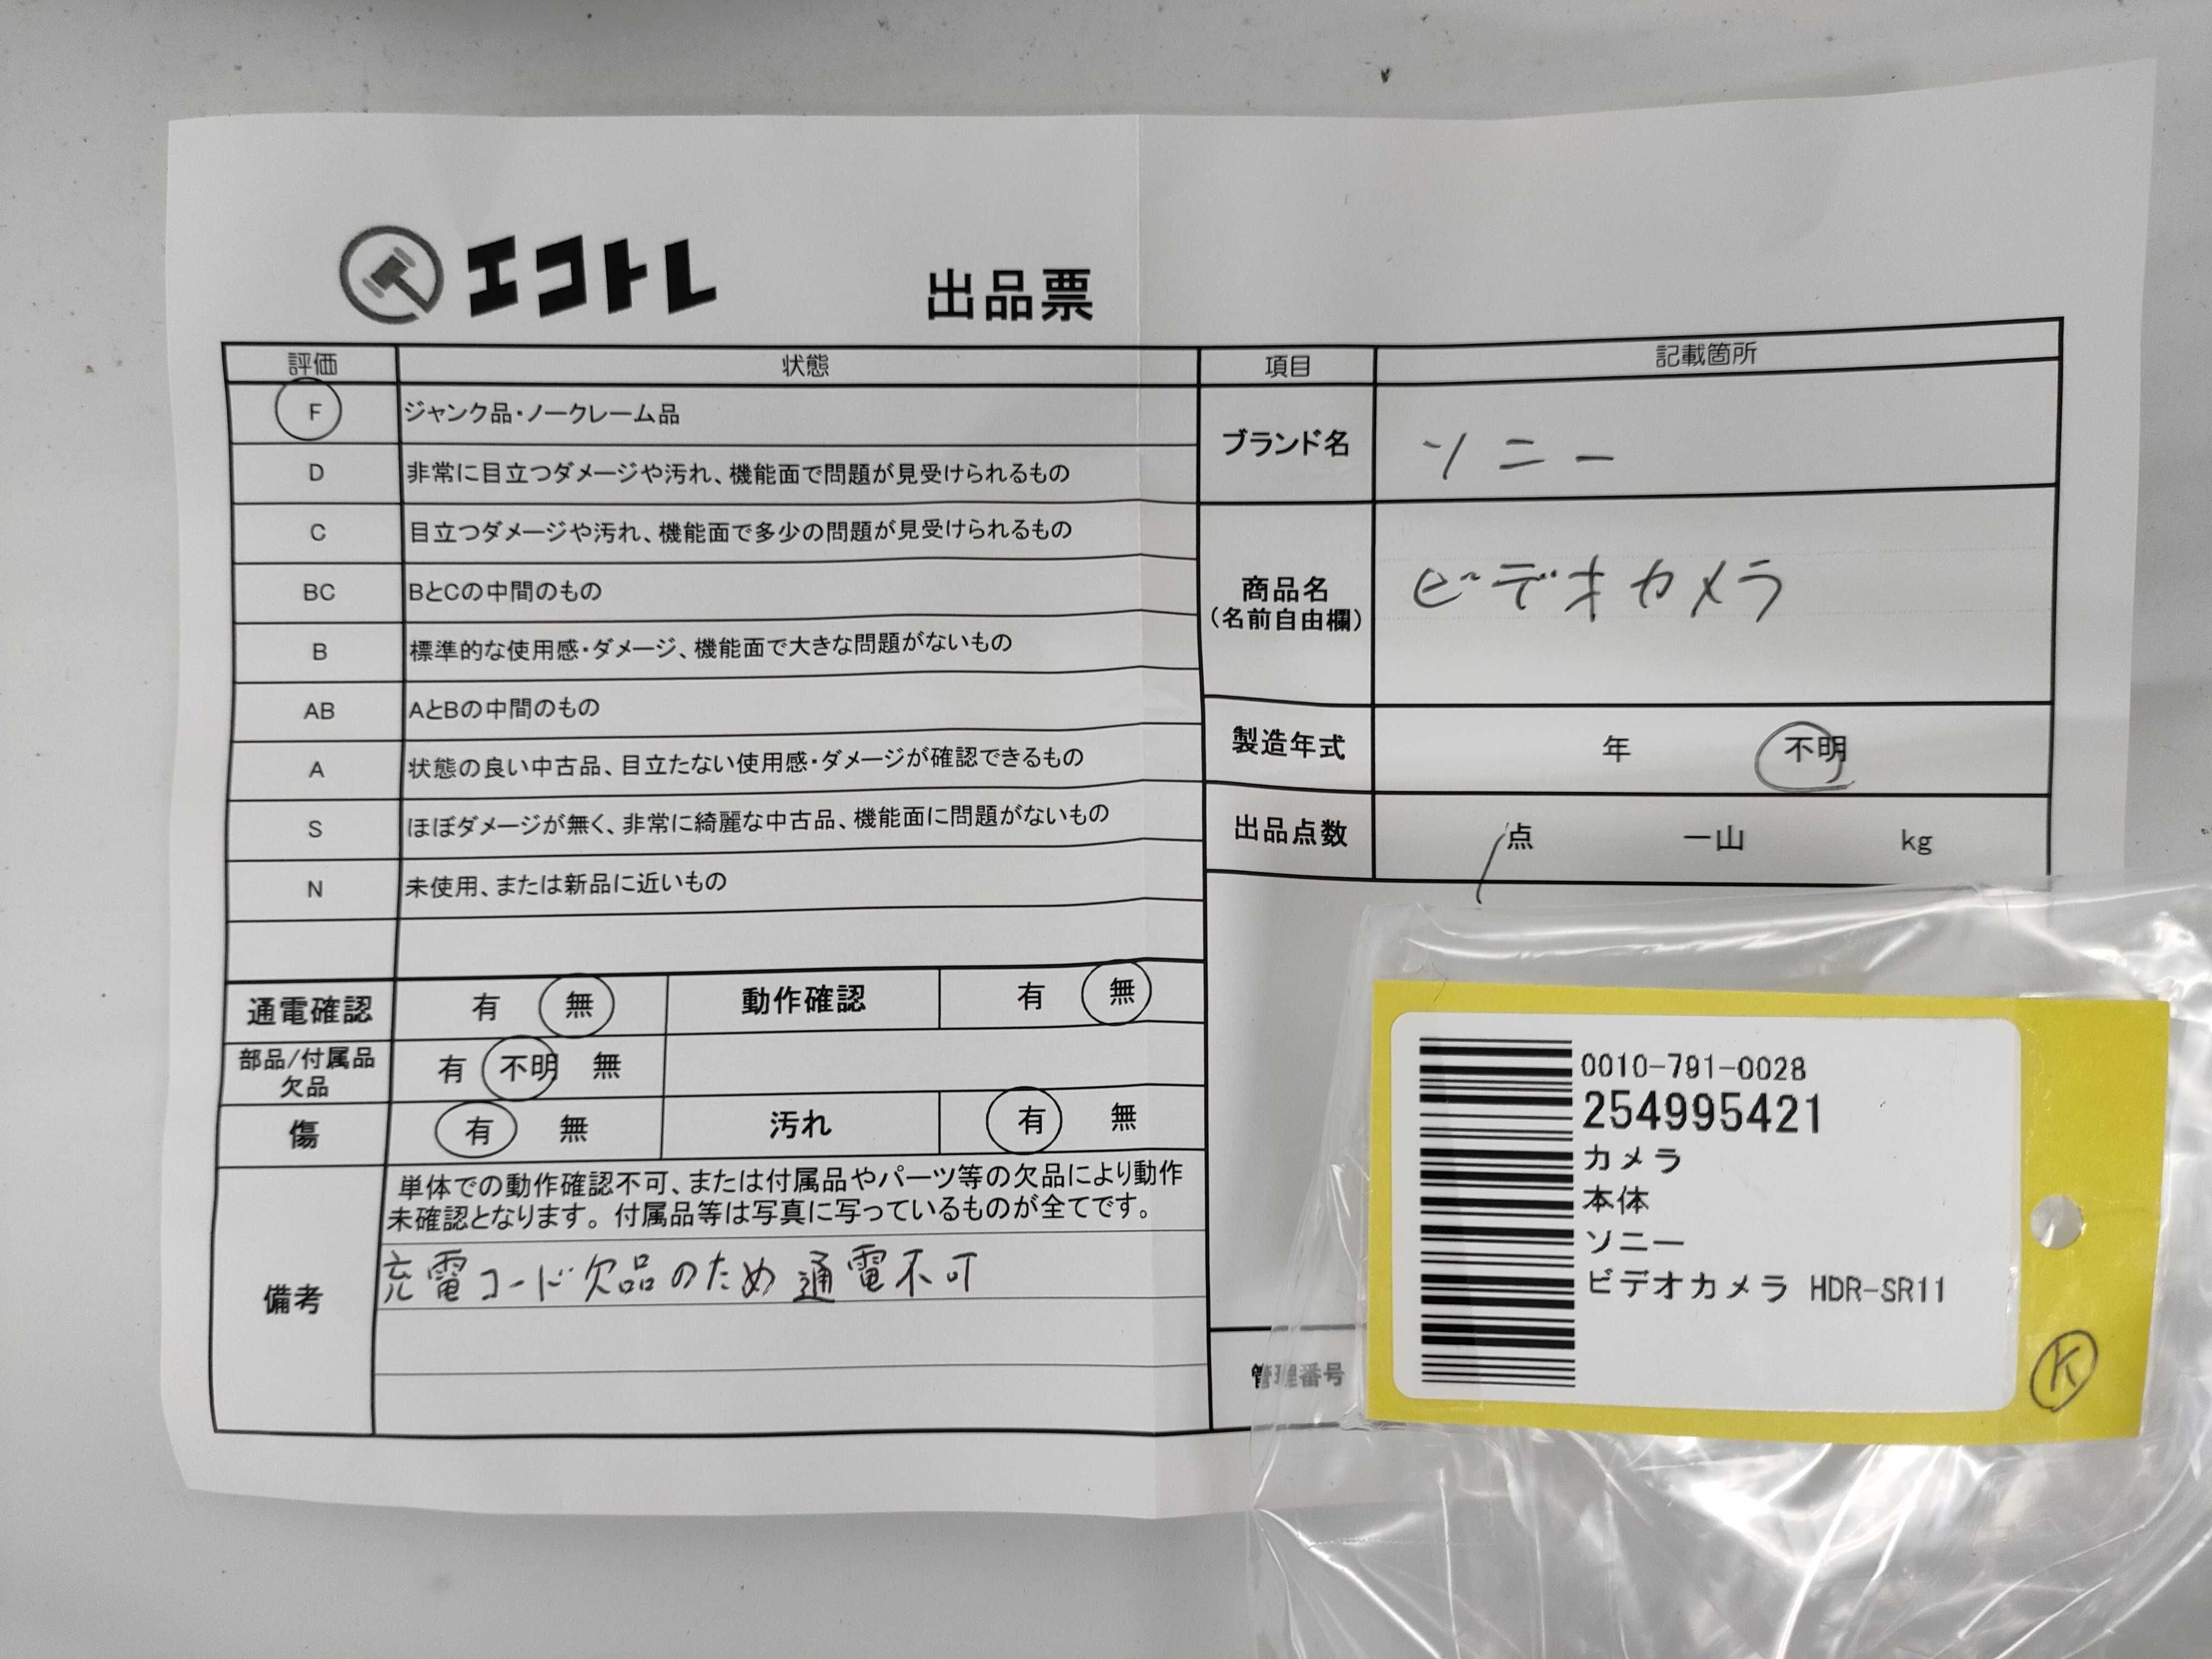 エコトレ
出品票
評価 状態
F ジャンク品・ノークレーム品
D 非常に目立つダメージや汚れ、機能面で問題が見受けられるもの
C 目立つダメージや汚れ、機能面で多少の問題が見受けられるもの
BC BとCの中間のもの
B 標準的な使用感・ダメージ、機能面で大きな問題がないもの
AB AとBの中間のもの
A 状態の良い中古品、目立たない使用感・ダメージが確認できるもの
S ほぼダメージが無く、非常に綺麗な中古品、機能面に問題がないもの
N 未使用、または新品に近いもの
通電確認 有 無 動作確認 有 無
部品/付属品
欠品
有 不明 無
傷 有 無 汚れ 有 無
備考
単体での動作確認不可、または付属品やパーツ等の欠品により動作
未確認となります。付属品等は写真に写っているものが全てです。
充電コード欠品のため通電不可
項目 記載箇所
ブランド名 ソニー
商品名
(名前自由欄)
ビデオカメラ
製造年式 年 不明
出品点数 1点 一山 kg
管理番号
0010-791-0028
254995421
カメラ
本体
ソニー
ビデオカメラ HDR-SR11
K